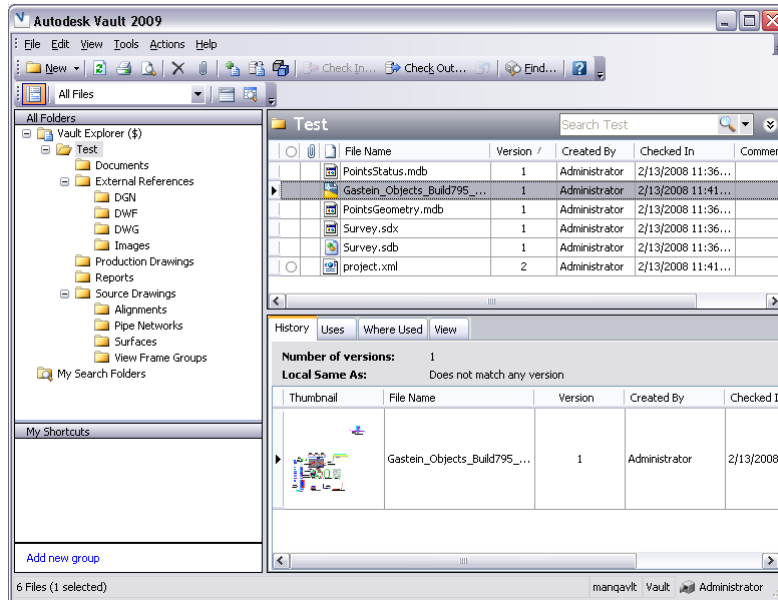 Autodesk Vault 2009
File Edit View Tools Actions Help
New Check In... Check Out... Find...
All Files
All Folders
Vault Explorer ($)
Test
Documents
External References
DGN
DWF
DWG
Images
Production Drawings
Reports
Source Drawings
Alignments
Pipe Networks
Surfaces
View Frame Groups
My Search Folders
My Shortcuts
Add new group
Test Search Test
File Name Version / Created By Checked In Commer
PointsStatus.mdb 1 Administrator 2/13/2008 11:36...
Gastein_Objects_Build795_... 1 Administrator 2/13/2008 11:41...
PointsGeometry.mdb 1 Administrator 2/13/2008 11:36...
Survey.sdx 1 Administrator 2/13/2008 11:36...
Survey.sdb 1 Administrator 2/13/2008 11:36...
project.xml 2 Administrator 2/13/2008 11:41...
History Uses Where Used View
Number of versions: 1
Local Same As: Does not match any version
Thumbnail File Name Version Created By Checked I
Gastein_Objects_Build795_... 1 Administrator 2/13/2008
6 Files (1 selected) manqavlt Vault Administrator